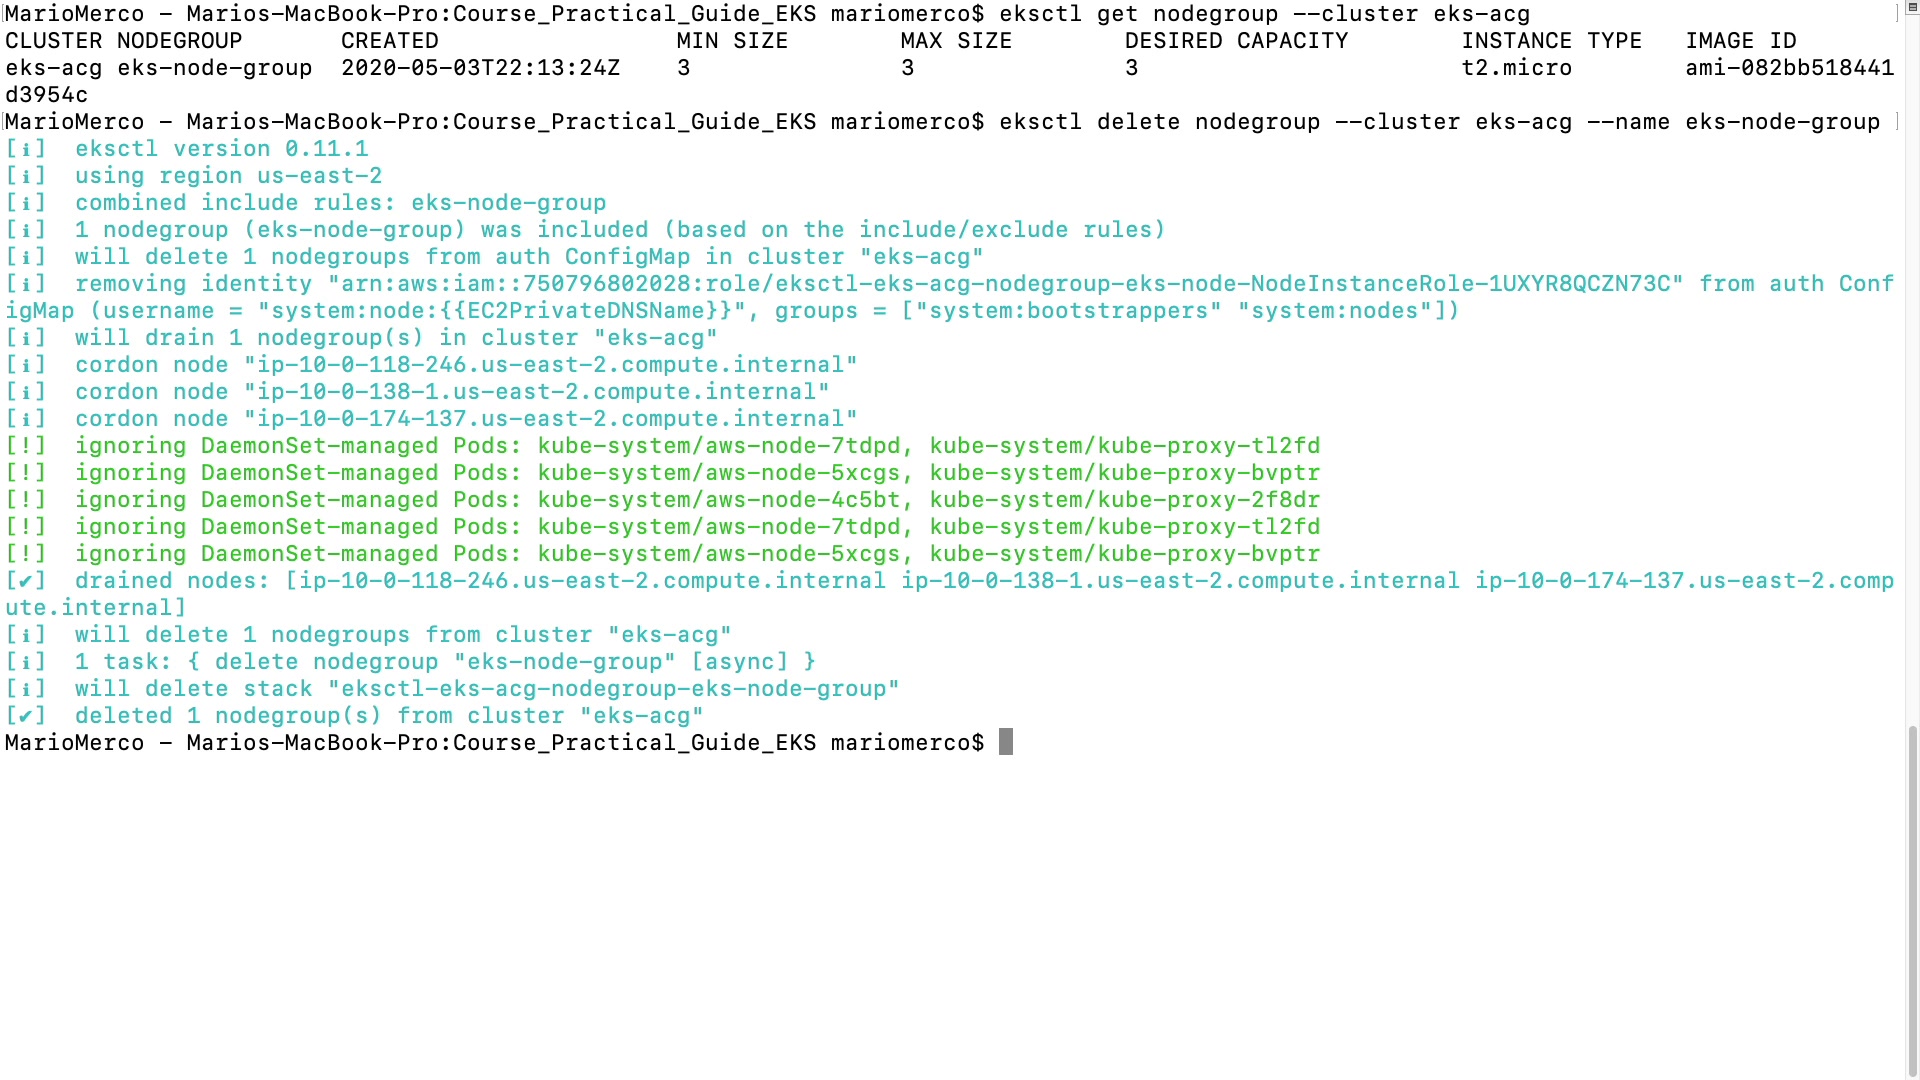 MarioMerco – Marios-MacBook-Pro:Course_Practical_Guide_EKS mariomerco$ eksctl get nodegroup --cluster eks-acg
CLUSTER NODEGROUP CREATED MIN SIZE MAX SIZE DESIRED CAPACITY INSTANCE TYPE IMAGE ID
eks-acg eks-node-group 2020-05-03T22:13:24Z 3 3 3 t2.micro ami-082bb518441
d3954c
MarioMerco – Marios-MacBook-Pro:Course_Practical_Guide_EKS mariomerco$ eksctl delete nodegroup --cluster eks-acg --name eks-node-group
[ℹ] eksctl version 0.11.1
[ℹ] using region us-east-2
[ℹ] combined include rules: eks-node-group
[ℹ] 1 nodegroup (eks-node-group) was included (based on the include/exclude rules)
[ℹ] will delete 1 nodegroups from auth ConfigMap in cluster "eks-acg"
[ℹ] removing identity "arn:aws:iam::750796802028:role/eksctl-eks-acg-nodegroup-eks-node-NodeInstanceRole-1UXYR8QCZN73C" from auth Conf
igMap (username = "system:node:{{EC2PrivateDNSName}}", groups = ["system:bootstrappers" "system:nodes"])
[ℹ] will drain 1 nodegroup(s) in cluster "eks-acg"
[ℹ] cordon node "ip-10-0-118-246.us-east-2.compute.internal"
[ℹ] cordon node "ip-10-0-138-1.us-east-2.compute.internal"
[ℹ] cordon node "ip-10-0-174-137.us-east-2.compute.internal"
[!] ignoring DaemonSet-managed Pods: kube-system/aws-node-7tdpd, kube-system/kube-proxy-tl2fd
[!] ignoring DaemonSet-managed Pods: kube-system/aws-node-5xcgs, kube-system/kube-proxy-bvptr
[!] ignoring DaemonSet-managed Pods: kube-system/aws-node-4c5bt, kube-system/kube-proxy-2f8dr
[!] ignoring DaemonSet-managed Pods: kube-system/aws-node-7tdpd, kube-system/kube-proxy-tl2fd
[!] ignoring DaemonSet-managed Pods: kube-system/aws-node-5xcgs, kube-system/kube-proxy-bvptr
[✔] drained nodes: [ip-10-0-118-246.us-east-2.compute.internal ip-10-0-138-1.us-east-2.compute.internal ip-10-0-174-137.us-east-2.comp
ute.internal]
[ℹ] will delete 1 nodegroups from cluster "eks-acg"
[ℹ] 1 task: { delete nodegroup "eks-node-group" [async] }
[ℹ] will delete stack "eksctl-eks-acg-nodegroup-eks-node-group"
[✔] deleted 1 nodegroup(s) from cluster "eks-acg"
MarioMerco – Marios-MacBook-Pro:Course_Practical_Guide_EKS mariomerco$